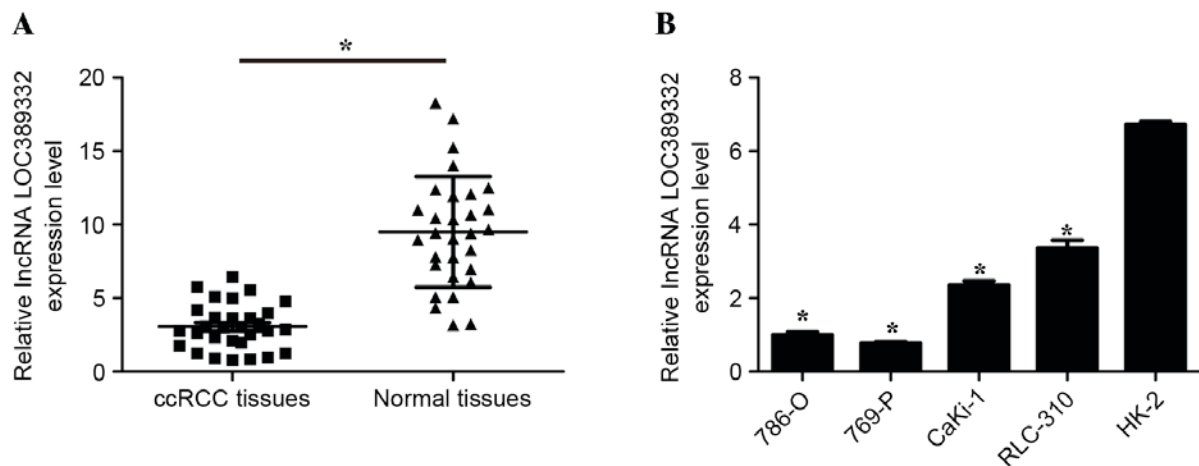 A
*
Relative lncRNA LOC389332
expression level
20
15
10
5
0
ccRCC tissues
Normal tissues
B
Relative lncRNA LOC389332
expression level
8
6
4
2
0
*
*
*
*
786-O
769-P
CaKi-1
RLC-310
HK-2